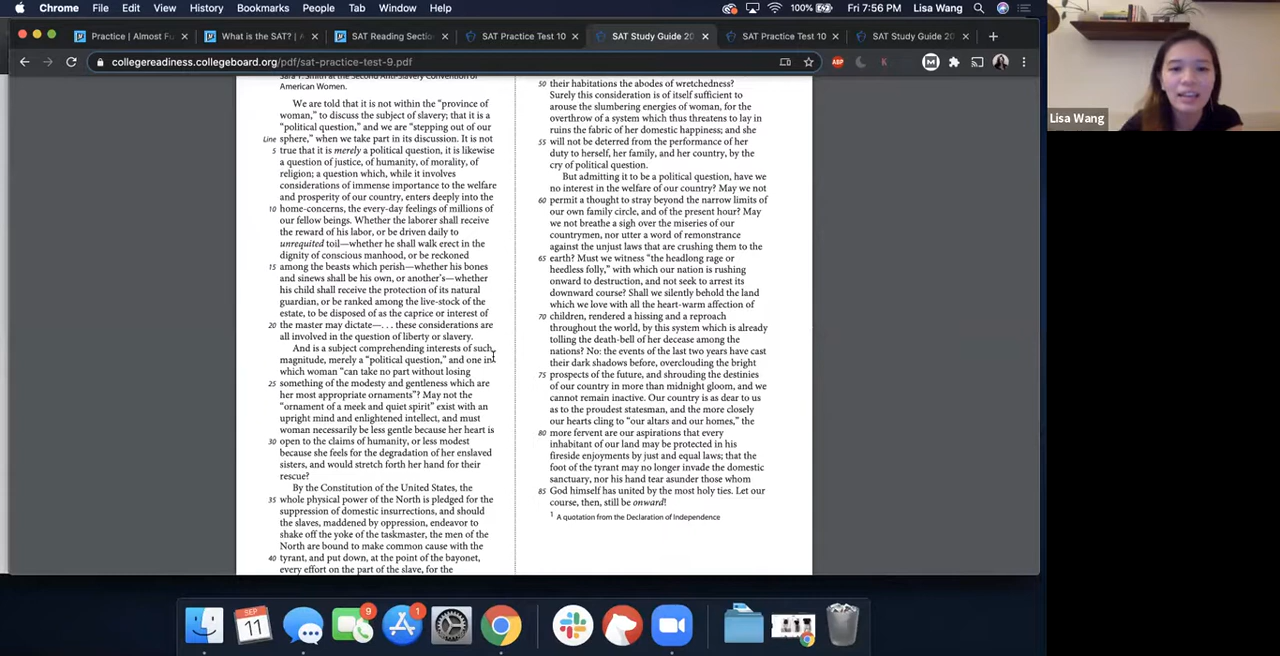 Chrome File Edit View History Bookmarks People Tab Window Help 100% Fri 7:56 PM Lisa Wang
Practice | Almost Fu
What is the SAT? | A
SAT Reading Section
SAT Practice Test 10
SAT Study Guide 20
SAT Practice Test 10
SAT Study Guide 20
collegereadiness.collegeboard.org/pdf/sat-practice-test-9.pdf
ABP
K
M
Lisa Wang
Sara T. Smith at the Second Anti-Slavery Convention of
American Women.
We are told that it is not within the “province of
woman,” to discuss the subject of slavery; that it is a
“political question,” and we are “stepping out of our
Line sphere,” when we take part in its discussion. It is not
5 true that it is merely a political question, it is likewise
a question of justice, of humanity, of morality, of
religion; a question which, while it involves
considerations of immense importance to the welfare
and prosperity of our country, enters deeply into the
10 home-concerns, the every-day feelings of millions of
our fellow beings. Whether the laborer shall receive
the reward of his labor, or be driven daily to
unrequited toil—whether he shall walk erect in the
dignity of conscious manhood, or be reckoned
15 among the beasts which perish—whether his bones
and sinews shall be his own, or another’s—whether
his child shall receive the protection of its natural
guardian, or be ranked among the live-stock of the
estate, to be disposed of as the caprice or interest of
20 the master may dictate—. . . these considerations are
all involved in the question of liberty or slavery.
And is a subject comprehending interests of such
magnitude, merely a “political question,” and one in
which woman “can take no part without losing
25 something of the modesty and gentleness which are
her most appropriate ornaments”? May not the
“ornament of a meek and quiet spirit” exist with an
upright mind and enlightened intellect, and must
woman necessarily be less gentle because her heart is
30 open to the claims of humanity, or less modest
because she feels for the degradation of her enslaved
sisters, and would stretch forth her hand for their
rescue?
By the Constitution of the United States, the
35 whole physical power of the North is pledged for the
suppression of domestic insurrections, and should
the slaves, maddened by oppression, endeavor to
shake off the yoke of the taskmaster, the men of the
North are bound to make common cause with the
40 tyrant, and put down, at the point of the bayonet,
every effort on the part of the slave, for the
50 their habitations the abodes of wretchedness?
Surely this consideration is of itself sufficient to
arouse the slumbering energies of woman, for the
overthrow of a system which thus threatens to lay in
ruins the fabric of her domestic happiness; and she
55 will not be deterred from the performance of her
duty to herself, her family, and her country, by the
cry of political question.
But admitting it to be a political question, have we
no interest in the welfare of our country? May we not
60 permit a thought to stray beyond the narrow limits of
our own family circle, and of the present hour? May
we not breathe a sigh over the miseries of our
countrymen, nor utter a word of remonstrance
against the unjust laws that are crushing them to the
65 earth? Must we witness “the headlong rage or
heedless folly,” with which our nation is rushing
onward to destruction, and not seek to arrest its
downward course? Shall we silently behold the land
which we love with all the heart-warm affection of
70 children, rendered a hissing and a reproach
throughout the world, by this system which is already
tolling the death-bell of her decease among the
nations? No: the events of the last two years have cast
their dark shadows before, overclouding the bright
75 prospects of the future, and shrouding the destinies
of our country in more than midnight gloom, and we
cannot remain inactive. Our country is as dear to us
as to the proudest statesman, and the more closely
our hearts cling to “our altars and our homes,” the
80 more fervent are our aspirations that every
inhabitant of our land may be protected in his
fireside enjoyments by just and equal laws; that the
foot of the tyrant may no longer invade the domestic
sanctuary, nor his hand tear asunder those whom
85 God himself has united by the most holy ties. Let our
course, then, still be onward!
1 A quotation from the Declaration of Independence
SEP
11
9
1